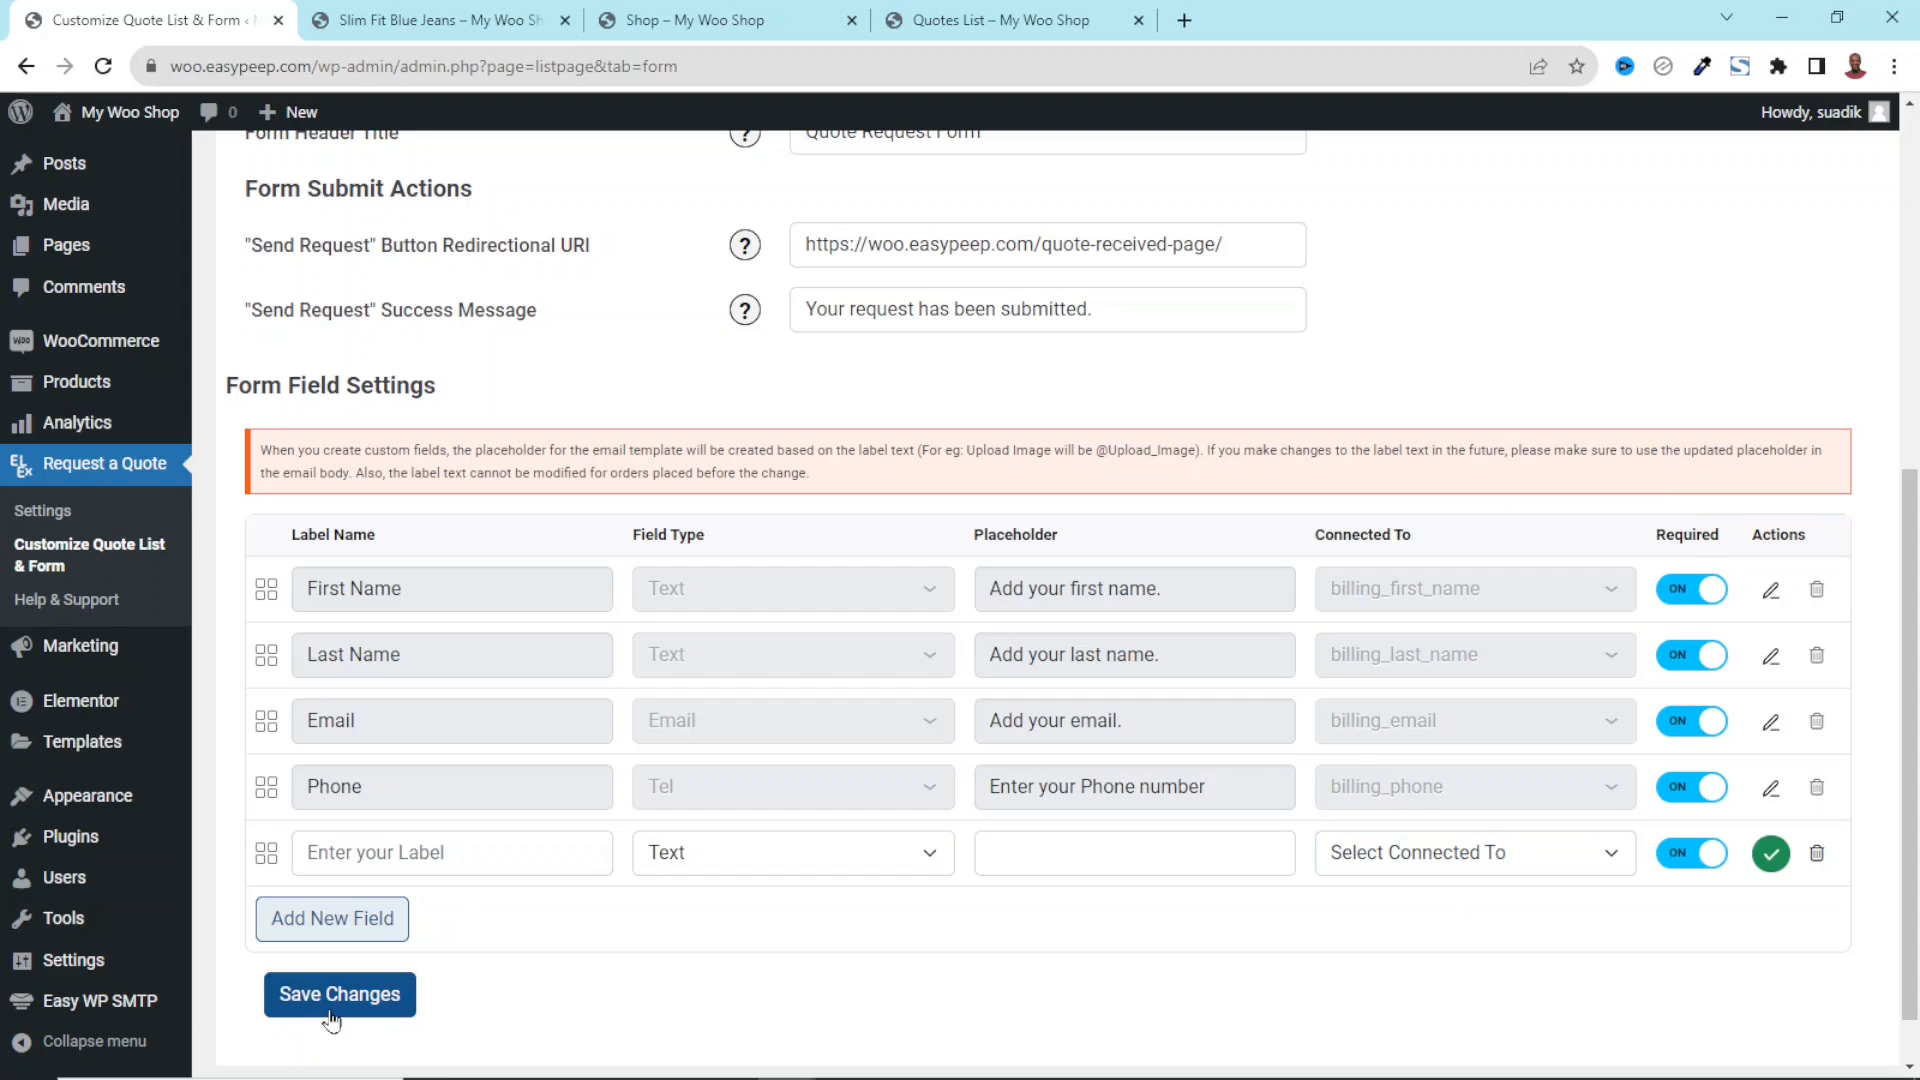 Customize Quote List & Form ‹
Slim Fit Blue Jeans – My Woo Sh
Shop – My Woo Shop
Quotes List – My Woo Shop
woo.easypeep.com/wp-admin/admin.php?page=listpage&tab=form
My Woo Shop
0
New
Howdy, suadik
Posts
Media
Pages
Comments
WooCommerce
Products
Analytics
Request a Quote
Settings
Customize Quote List
& Form
Help & Support
Marketing
Elementor
Templates
Appearance
Plugins
Users
Tools
Settings
Easy WP SMTP
Collapse menu
Form Header Title
?
Quote Request Form
Form Submit Actions
"Send Request" Button Redirectional URI
?
https://woo.easypeep.com/quote-received-page/
"Send Request" Success Message
?
Your request has been submitted.
Form Field Settings
When you create custom fields, the placeholder for the email template will be created based on the label text (For eg: Upload Image will be @Upload_Image). If you make changes to the label text in the future, please make sure to use the updated placeholder in
the email body. Also, the label text cannot be modified for orders placed before the change.
Label Name Field Type Placeholder Connected To Required Actions
First Name Text Add your first name. billing_first_name ON
Last Name Text Add your last name. billing_last_name ON
Email Email Add your email. billing_email ON
Phone Tel Enter your Phone number billing_phone ON
Enter your Label Text Select Connected To ON
Add New Field
Save Changes